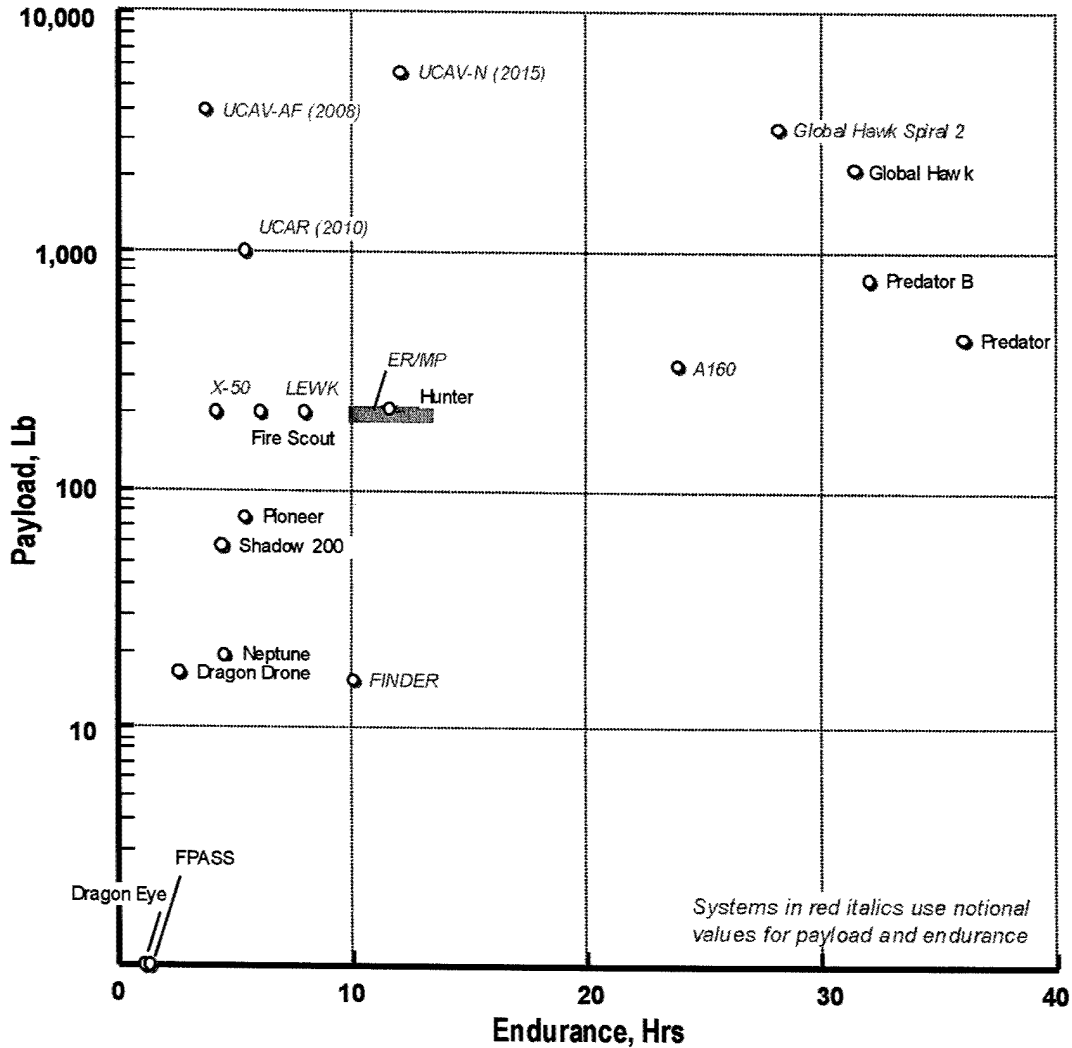 10,000
UCAV-N (2015)
UCAV-AF (2008)
Global Hawk Spiral 2
Global Hawk
UCAR (2010)
1,000
Predator B
Predator
ER/MP
A160
X-50
LEWK
Hunter
Fire Scout
Payload, Lb
100
Pioneer
Shadow 200
Neptune
Dragon Drone
FINDER
10
FPASS
Dragon Eye
Systems in red italics use notional
values for payload and endurance
0
10
20
30
40
Endurance, Hrs